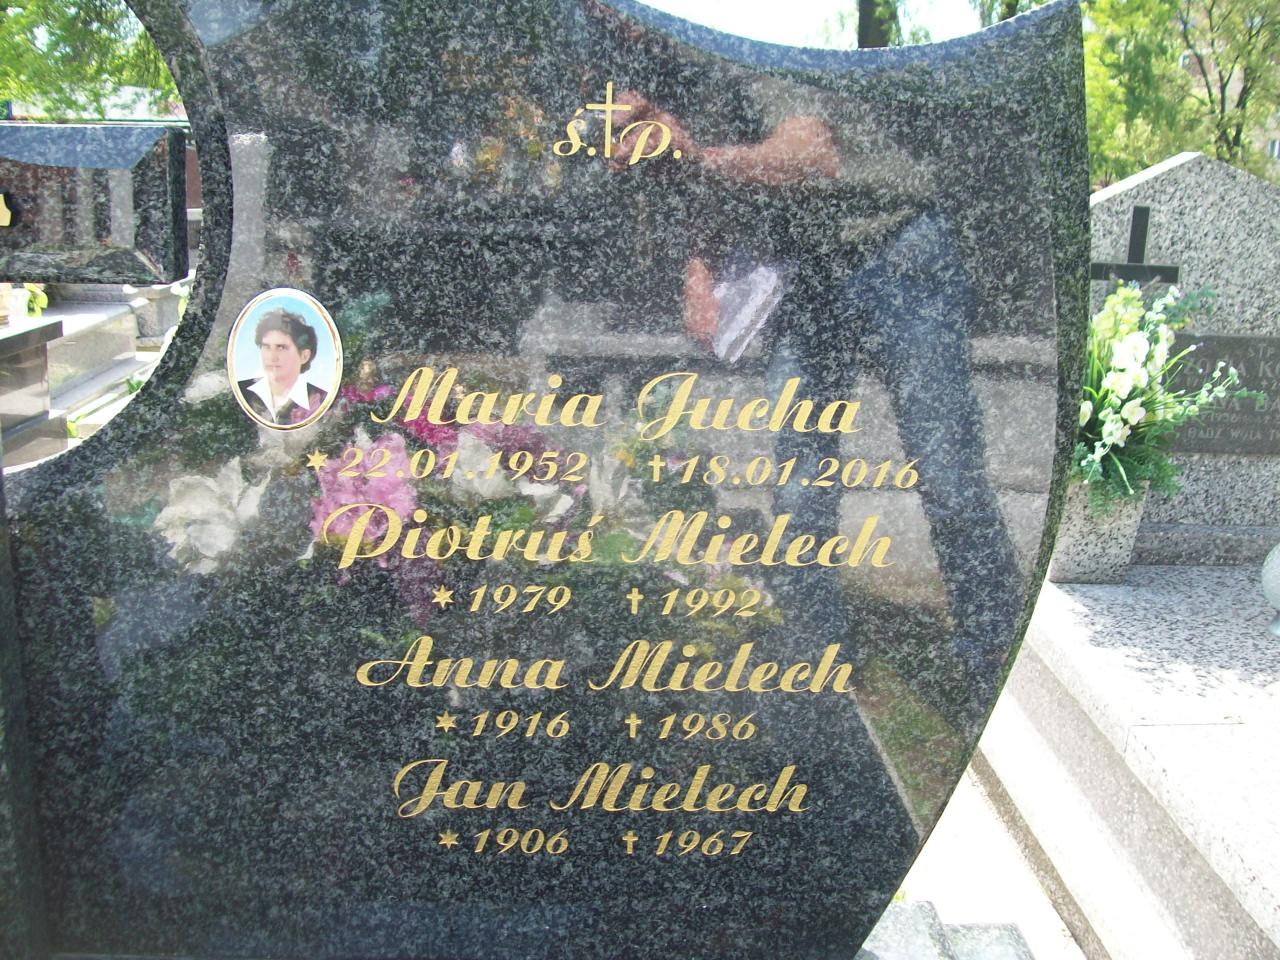 ś.†p.
Maria Jucha
*22.01.1952 †18.01.2016
Piotruś Mielech
*1979 †1992
Anna Mielech
*1916 †1986
Jan Mielech
*1906 †1967